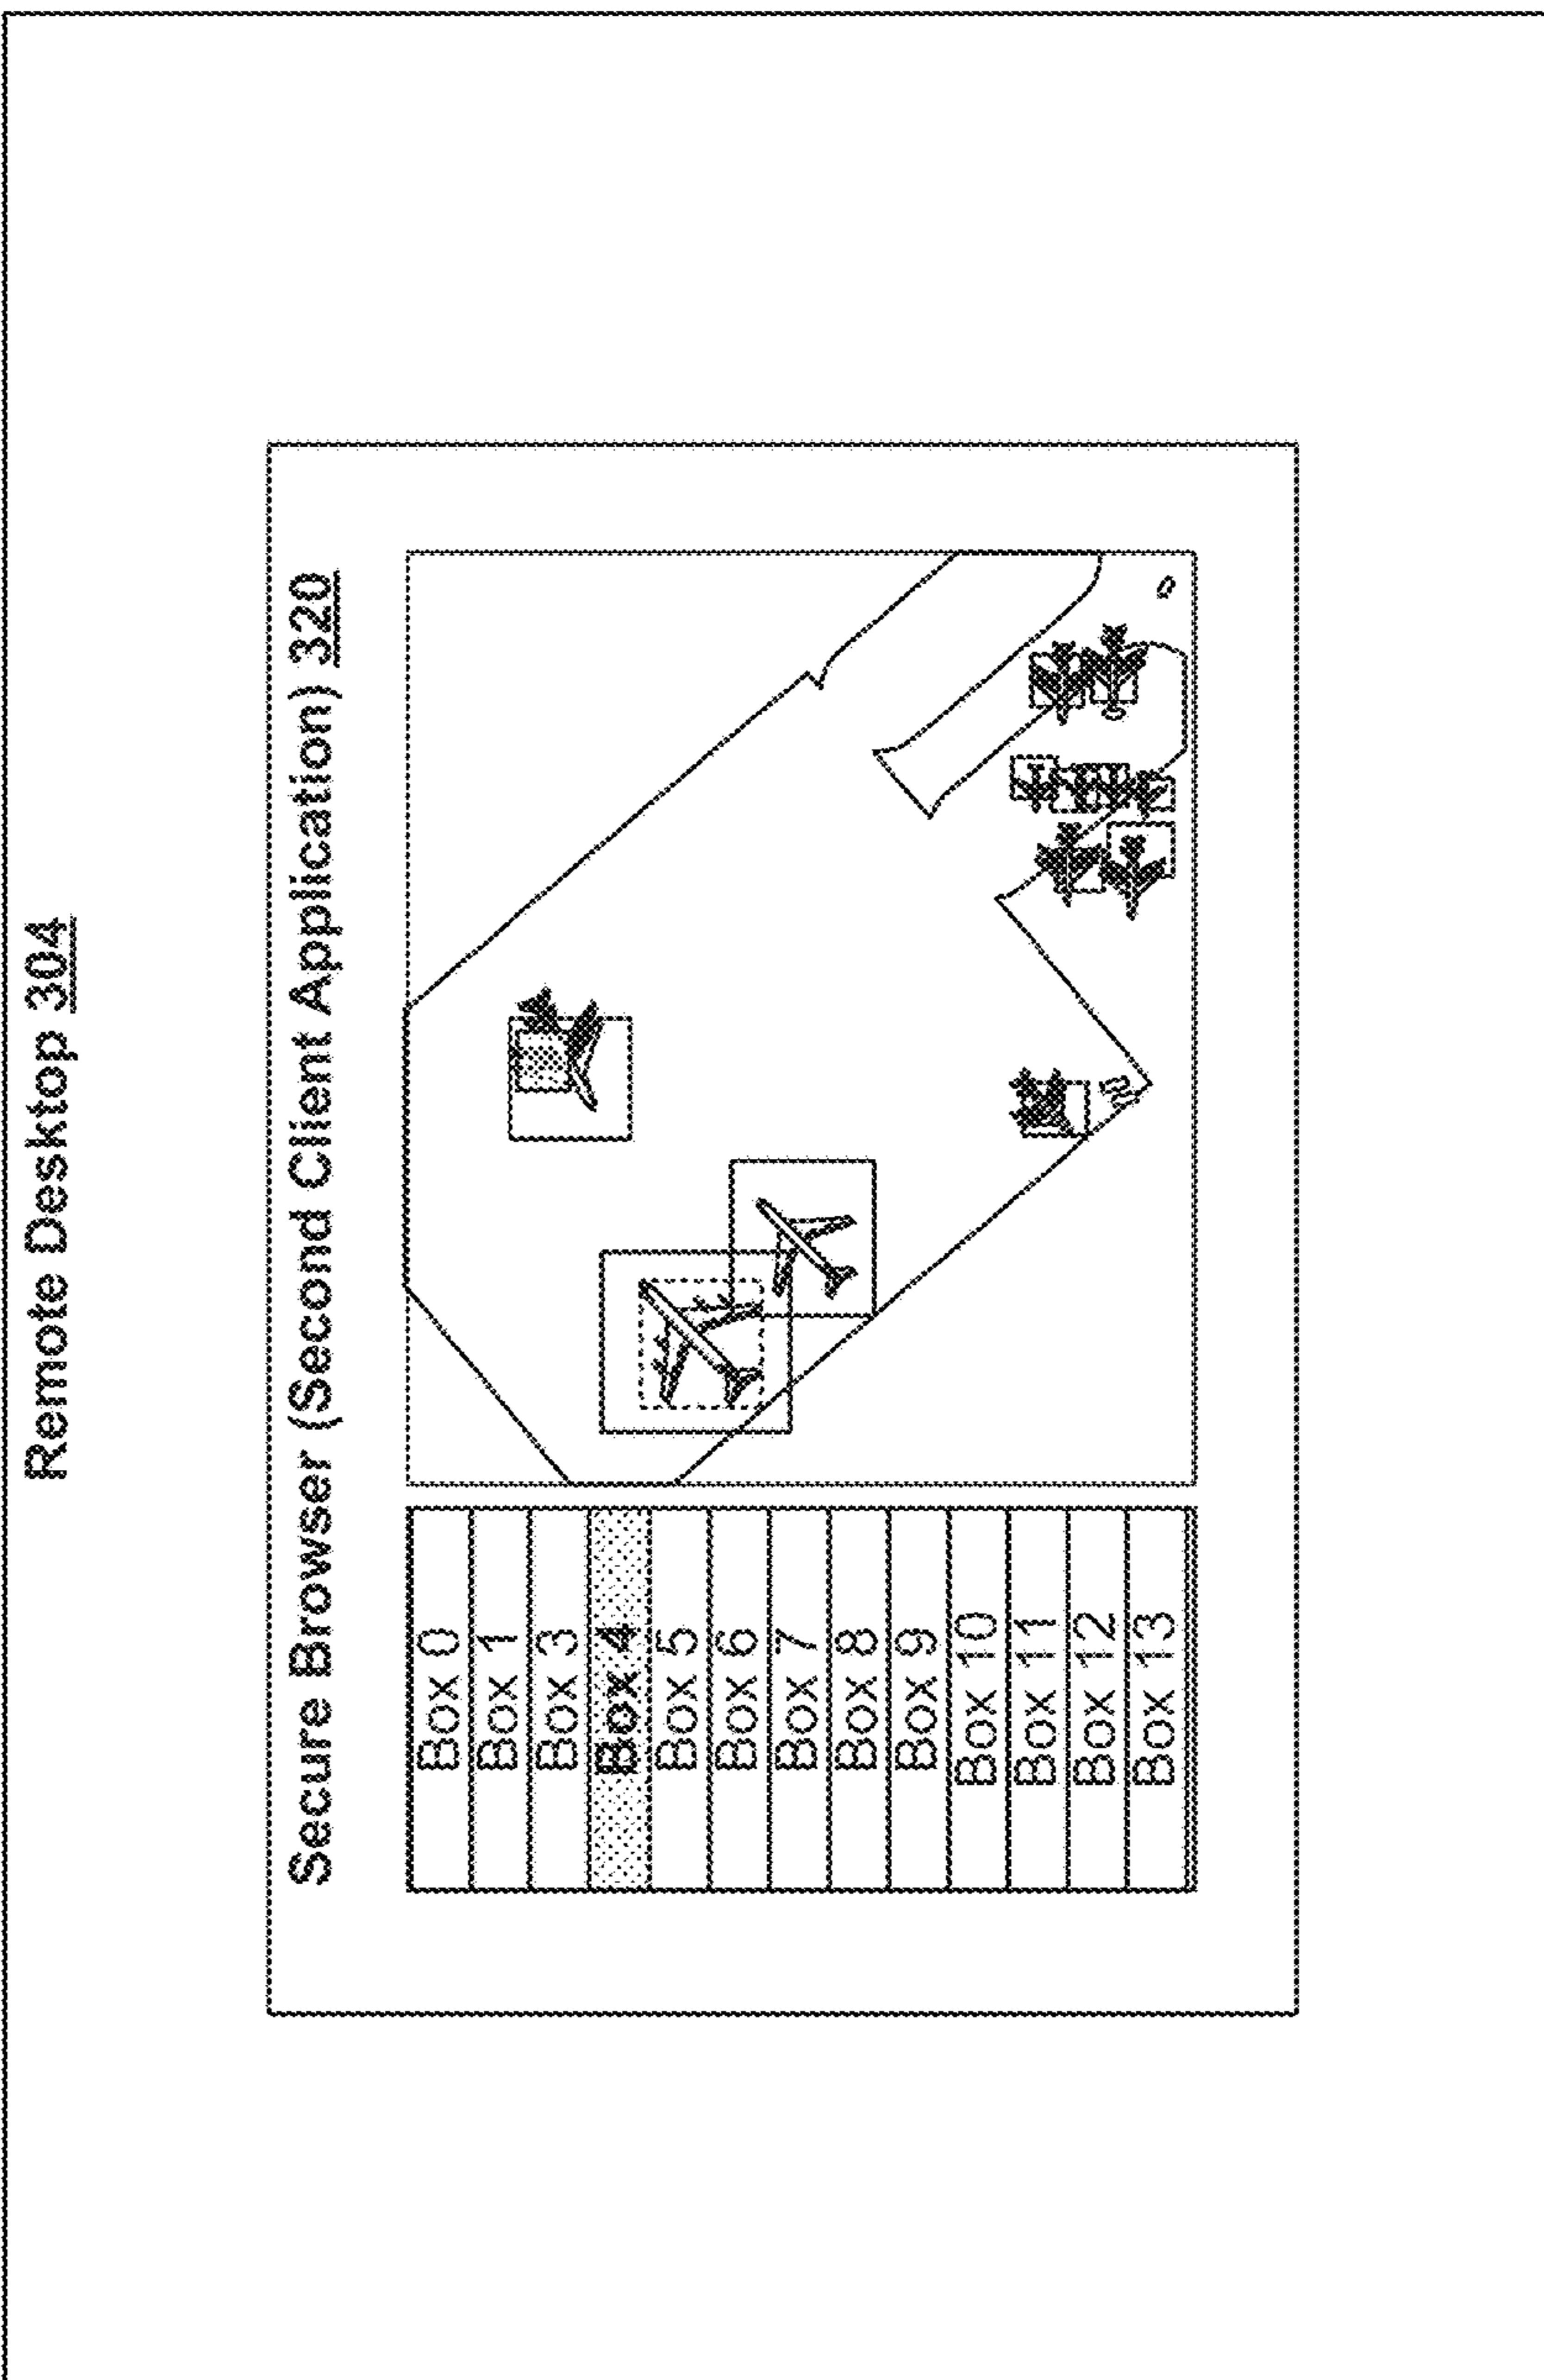 Remote Desktop 304
Secure Browser (Second Client Application) 320
Box 0
Box 1
Box 3
Box 4
Box 5
Box 6
Box 7
Box 8
Box 9
Box 10
Box 11
Box 12
Box 13